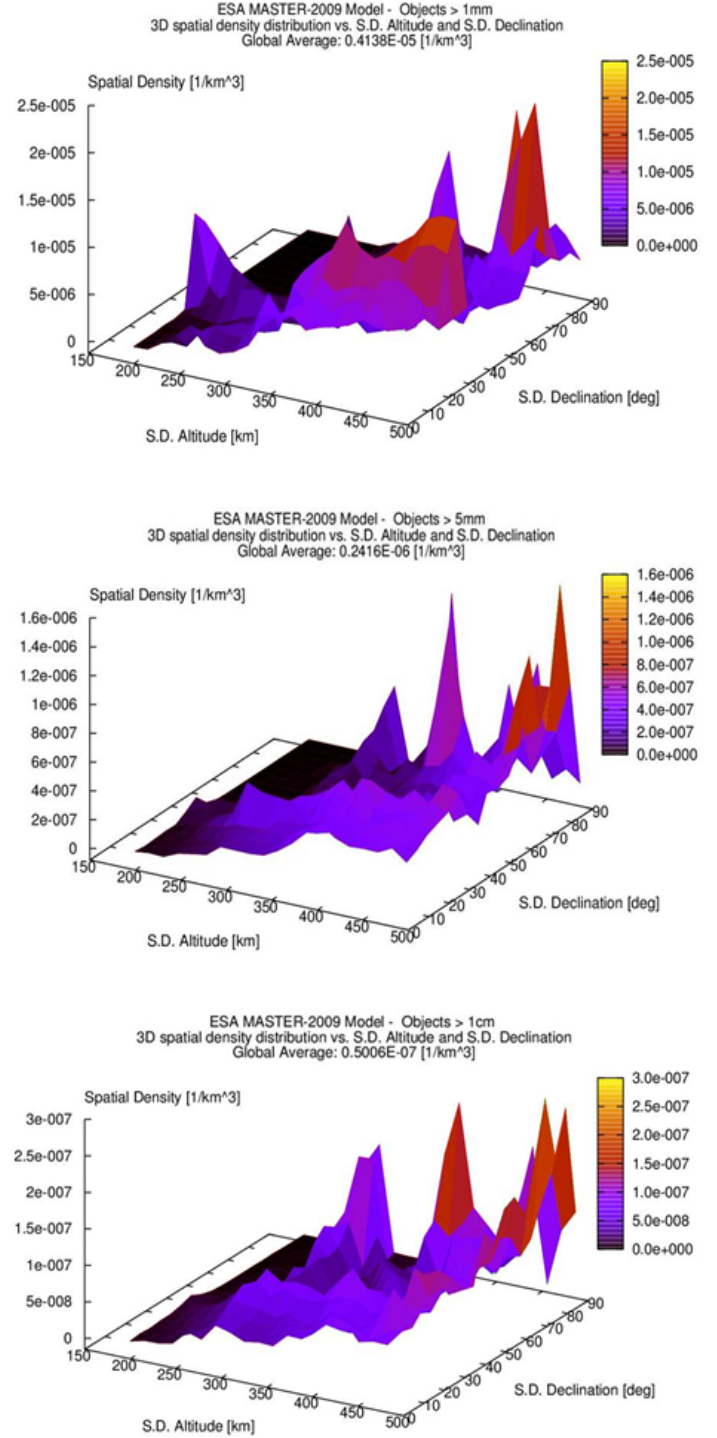 ESA MASTER-2009 Model - Objects > 1mm
3D spatial density distribution vs. S.D. Altitude and S.D. Declination
Global Average: 0.4138E-05 [1/km^3]
Spatial Density [1/km^3]
2.5e-005
2e-005
1.5e-005
1e-005
5e-006
0
150
200
250
300
350
400
450
500
S.D. Altitude [km]
0
10
20
30
40
50
60
70
80
90
S.D. Declination [deg]
2.5e-005
2.0e-005
1.5e-005
1.0e-005
5.0e-006
0.0e+000
ESA MASTER-2009 Model - Objects > 5mm
3D spatial density distribution vs. S.D. Altitude and S.D. Declination
Global Average: 0.2416E-06 [1/km^3]
Spatial Density [1/km^3]
1.6e-006
1.4e-006
1.2e-006
1e-006
8e-007
6e-007
4e-007
2e-007
0
150
200
250
300
350
400
450
500
S.D. Altitude [km]
0
10
20
30
40
50
60
70
80
90
S.D. Declination [deg]
1.6e-006
1.4e-006
1.2e-006
1.0e-006
8.0e-007
6.0e-007
4.0e-007
2.0e-007
0.0e+000
ESA MASTER-2009 Model - Objects > 1cm
3D spatial density distribution vs. S.D. Altitude and S.D. Declination
Global Average: 0.5006E-07 [1/km^3]
Spatial Density [1/km^3]
3e-007
2.5e-007
2e-007
1.5e-007
1e-007
5e-008
0
150
200
250
300
350
400
450
500
S.D. Altitude [km]
0
10
20
30
40
50
60
70
80
90
S.D. Declination [deg]
3.0e-007
2.5e-007
2.0e-007
1.5e-007
1.0e-007
5.0e-008
0.0e+000